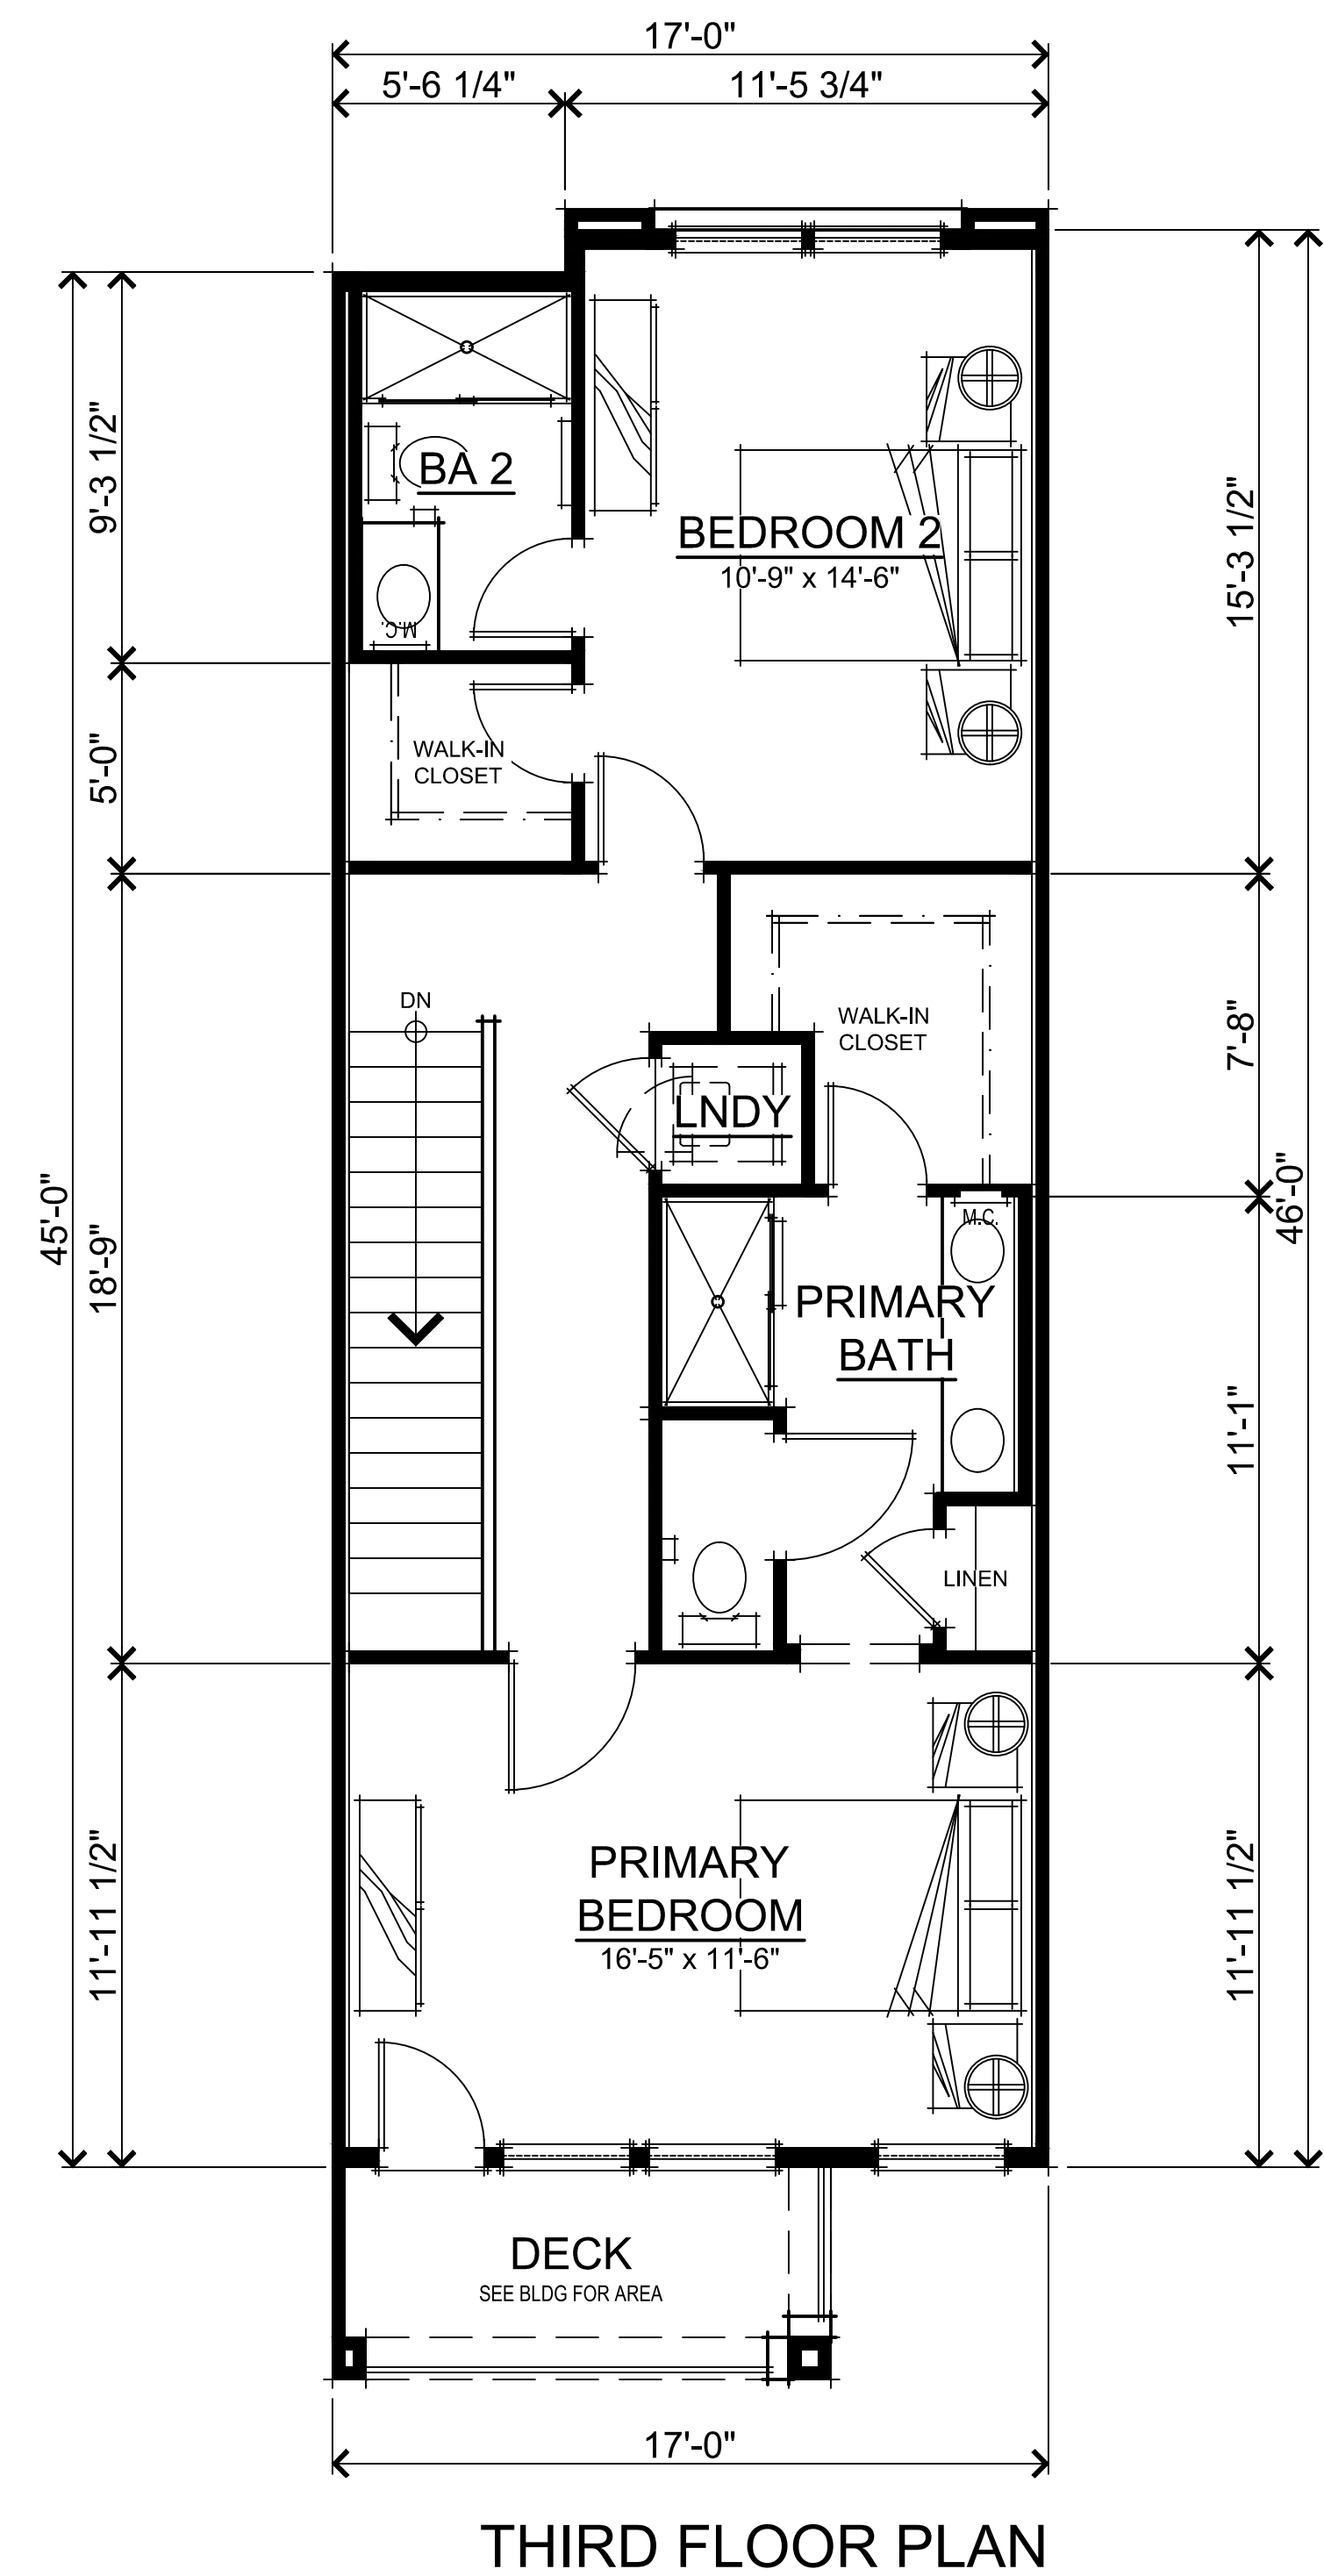 17'-0"
5'-6 1/4"
11'-5 3/4"
9'-3 1/2"
BA 2
BEDROOM 2
10'-9" x 14'-6"
15'-3 1/2"
M.C.
5'-0"
WALK-IN
CLOSET
DN
WALK-IN
CLOSET
7'-8"
LNDY
45'-0"
18'-9"
46'-0"
M.C.
PRIMARY
BATH
11'-1"
LINEN
11'-11 1/2"
PRIMARY
BEDROOM
16'-5" x 11'-6"
11'-11 1/2"
DECK
SEE BLDG FOR AREA
17'-0"
THIRD FLOOR PLAN